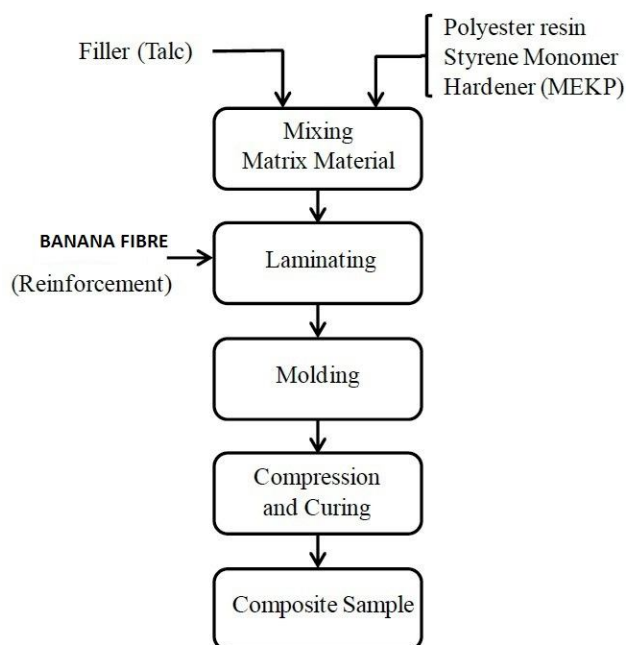 Filler (Talc)
Polyester resin
Styrene Monomer
Hardener (MEKP)
Mixing
Matrix Material
BANANA FIBRE
(Reinforcement)
Laminating
Molding
Compression
and Curing
Composite Sample